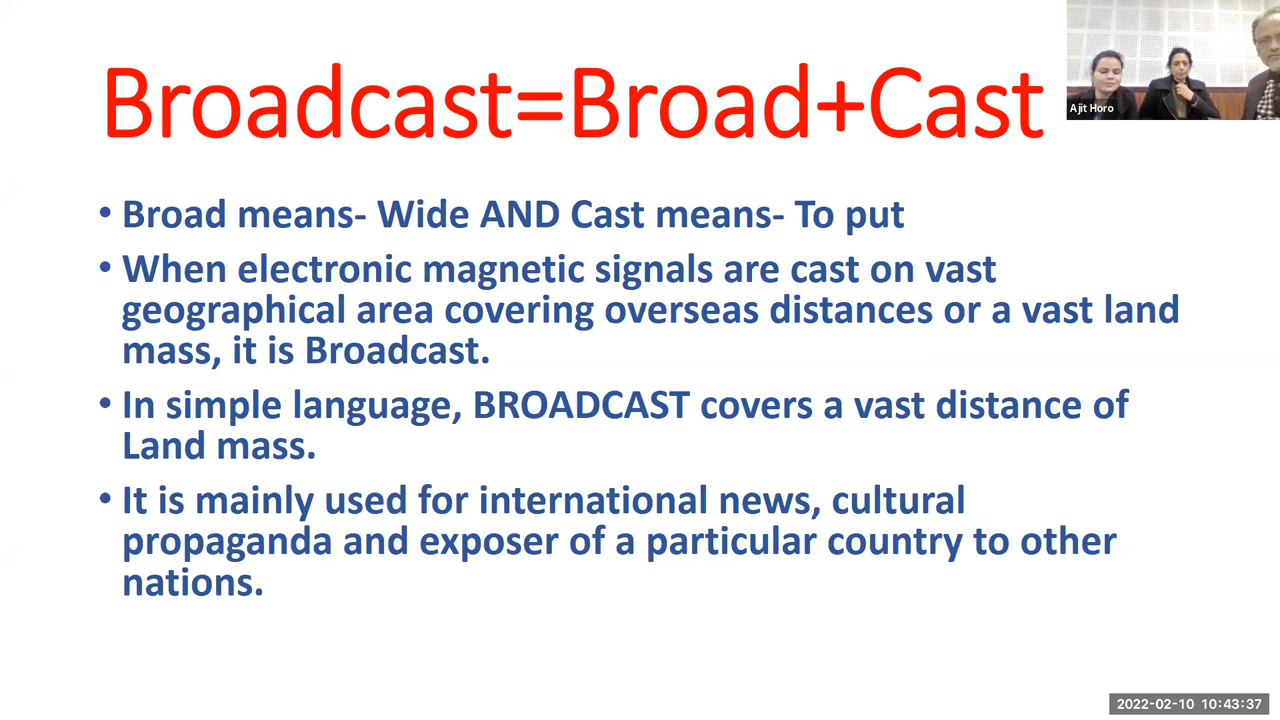 Broadcast=Broad+Cast
Ajit Horo
• Broad means- Wide AND Cast means- To put
• When electronic magnetic signals are cast on vast
geographical area covering overseas distances or a vast land
mass, it is Broadcast.
• In simple language, BROADCAST covers a vast distance of
Land mass.
• It is mainly used for international news, cultural
propaganda and exposer of a particular country to other
nations.
2022-02-10 10:43:37